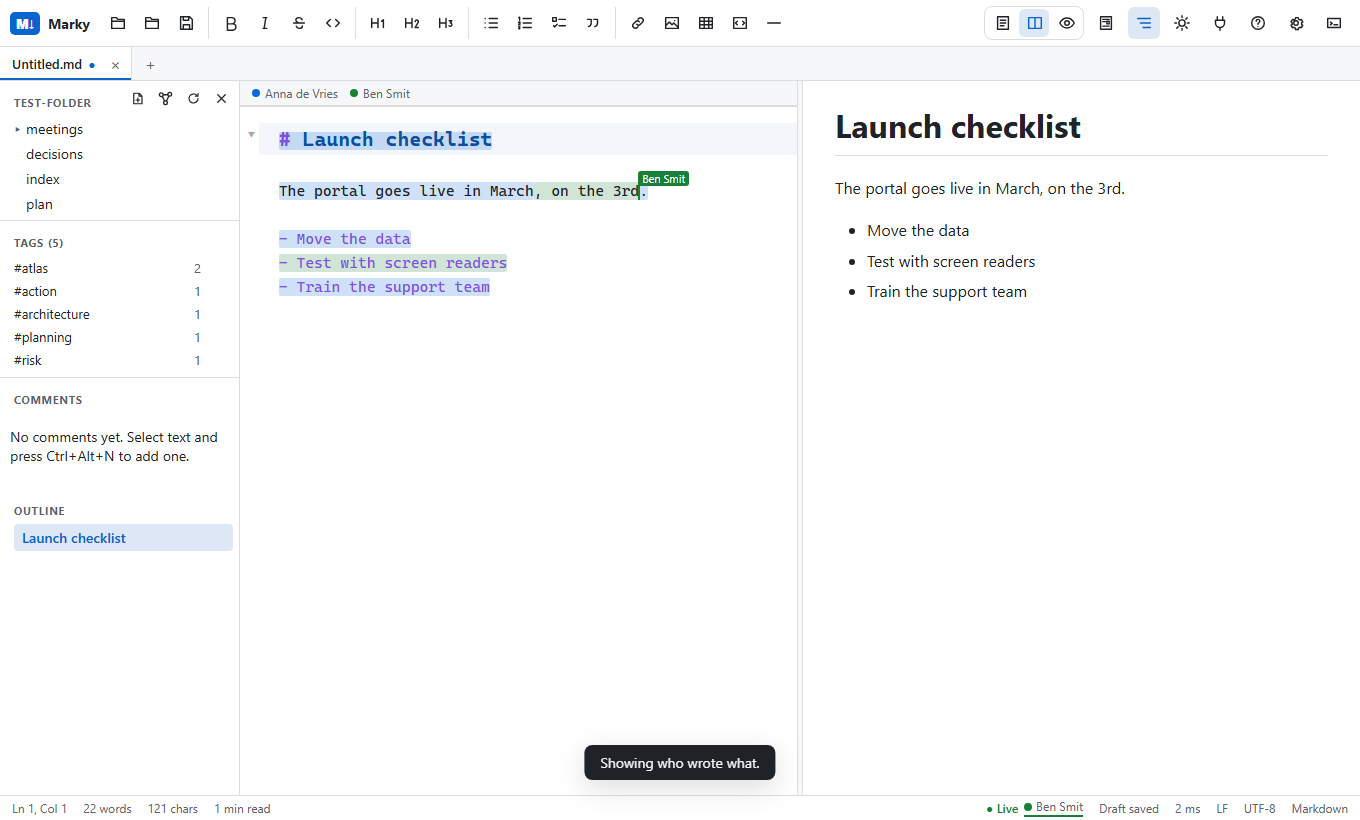 M↓ Marky B I S <> H1 H2 H3
Untitled.md
TEST-FOLDER
meetings
decisions
index
plan
TAGS (5)
#atlas 2
#action 1
#architecture 1
#planning 1
#risk 1
COMMENTS
No comments yet. Select text and
press Ctrl+Alt+N to add one.
OUTLINE
Launch checklist
Anna de Vries Ben Smit
# Launch checklist
Ben Smit
The portal goes live in March, on the 3rd.
- Move the data
- Test with screen readers
- Train the support team
Launch checklist
The portal goes live in March, on the 3rd.
• Move the data
• Test with screen readers
• Train the support team
Showing who wrote what.
Ln 1, Col 1 22 words 121 chars 1 min read ● Live ● Ben Smit Draft saved 2 ms LF UTF-8 Markdown